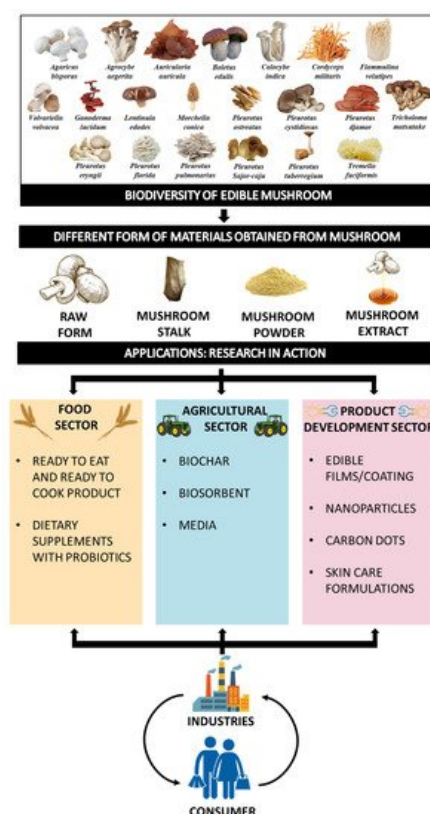 Agaricus
bisporus
Agrocybe
aegerita
Auricularia
auricula
Boletus
edulis
Calocybe
indica
Cordyceps
militaris
Flammulina
velutipes
Volvariella
volvacea
Ganoderma
lucidum
Lentinula
edodes
Morchella
conica
Pleurotus
ostreatus
Pleurotus
cystidiosus
Pleurotus
djamor
Tricholoma
matsutake
Pleurotus
eryngii
Pleurotus
florida
Pleurotus
pulmonarius
Pleurotus
Sajor-caju
Pleurotus
tuberregium
Tremella
fuciformis
BIODIVERSITY OF EDIBLE MUSHROOM
DIFFERENT FORM OF MATERIALS OBTAINED FROM MUSHROOM
RAW
FORM
MUSHROOM
STALK
MUSHROOM
POWDER
MUSHROOM
EXTRACT
APPLICATIONS: RESEARCH IN ACTION
FOOD
SECTOR
• READY TO EAT
AND READY TO
COOK PRODUCT
• DIETARY
SUPPLEMENTS
WITH PROBIOTICS
AGRICULTURAL
SECTOR
• BIOCHAR
• BIOSORBENT
• MEDIA
PRODUCT
DEVELOPMENT SECTOR
• EDIBLE
FILMS/COATING
• NANOPARTICLES
• CARBON DOTS
• SKIN CARE
FORMULATIONS
INDUSTRIES
CONSUMER